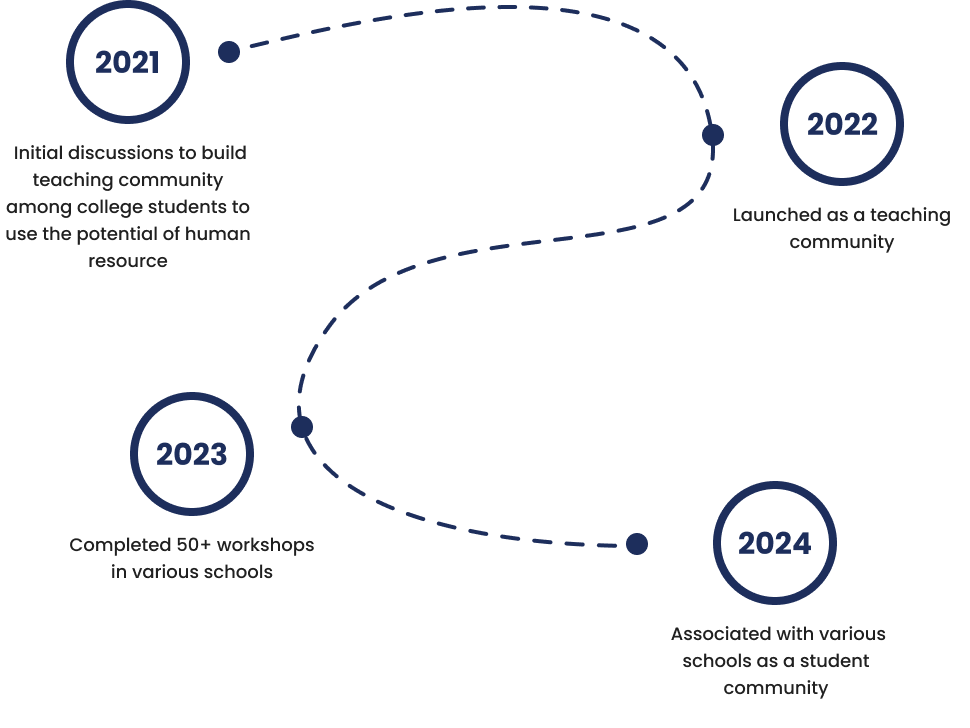 2021
Initial discussions to build
teaching community
among college students to
use the potential of human
resource
2022
Launched as a teaching
community
2023
Completed 50+ workshops
in various schools
2024
Associated with various
schools as a student
community